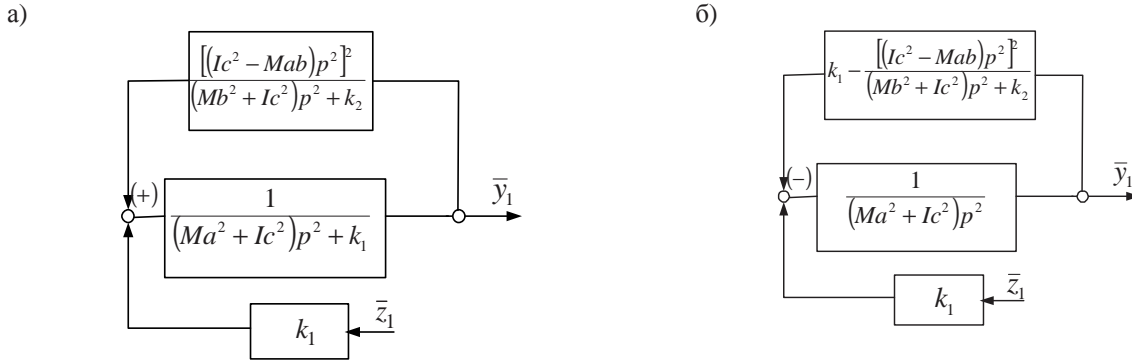 а)
[(Ic² − Mab)p²]²
(Mb² + Ic²)p² + k₂
(+)
1
(Ma² + Ic²)p² + k₁
ȳ₁
k₁
z̄₁
б)
k₁ − [(Ic² − Mab)p²]²
(Mb² + Ic²)p² + k₂
(−)
1
(Ma² + Ic²)p²
ȳ₁
k₁
z̄₁